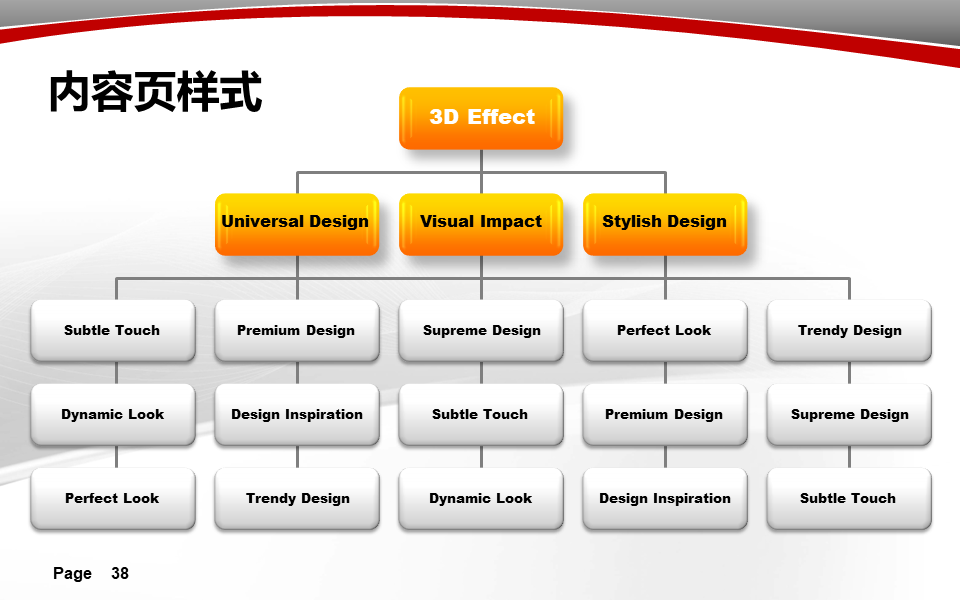 内容页样式
3D Effect
Universal Design
Visual Impact
Stylish Design
Subtle Touch
Premium Design
Supreme Design
Perfect Look
Trendy Design
Dynamic Look
Design Inspiration
Subtle Touch
Premium Design
Supreme Design
Perfect Look
Trendy Design
Dynamic Look
Design Inspiration
Subtle Touch
Page 38